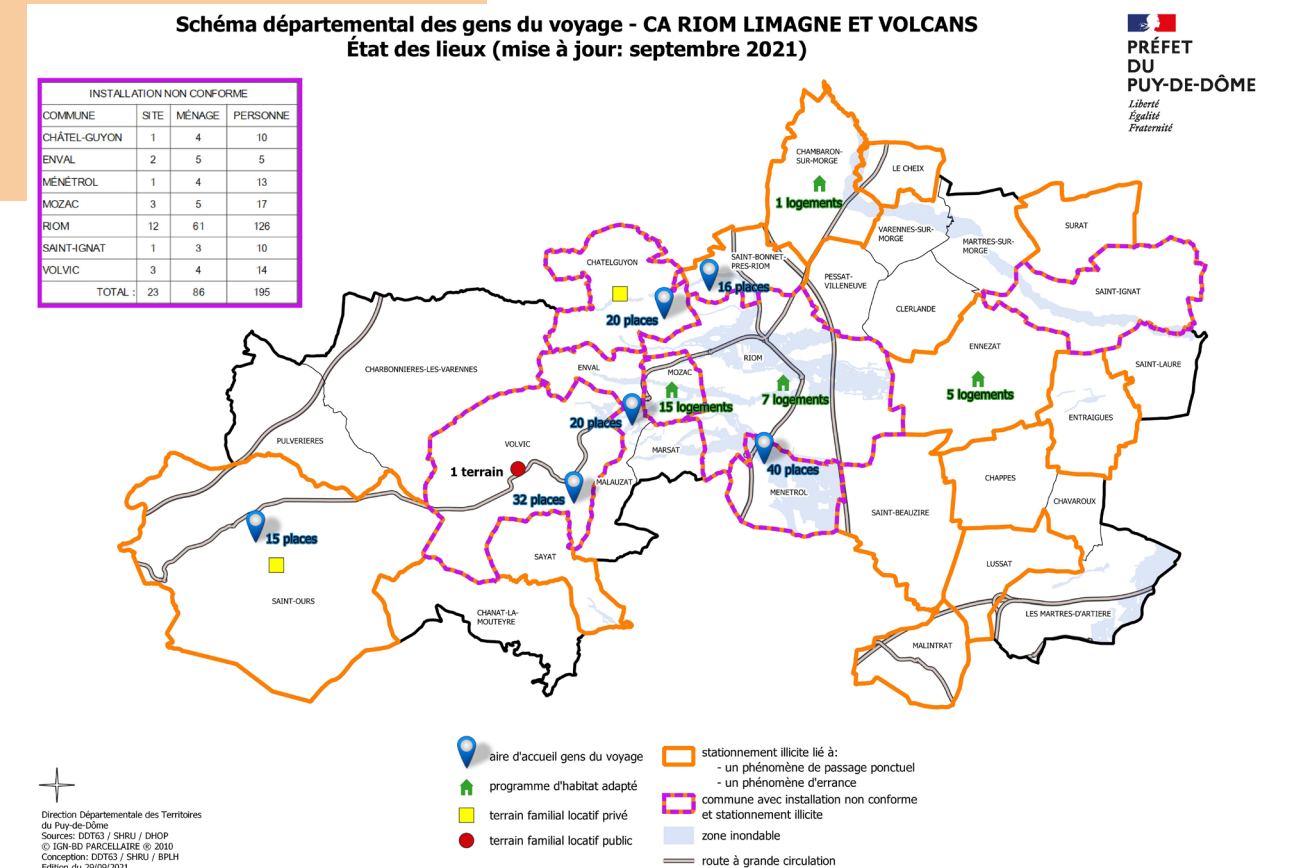 Schéma départemental des gens du voyage - CA RIOM LIMAGNE ET VOLCANS
État des lieux (mise à jour: septembre 2021)
PRÉFET
DU
PUY-DE-DÔME
Liberté
Égalité
Fraternité
INSTALLATION NON CONFORME
COMMUNE SITE MÉNAGE PERSONNE
CHÂTEL-GUYON 1 4 10
ENVAL 2 5 5
MÉNÉTROL 1 4 13
MOZAC 3 5 17
RIOM 12 61 126
SAINT-IGNAT 1 3 10
VOLVIC 3 4 14
TOTAL : 23 86 195
CHAMBARON-
SUR-MORGE
1 logements
LE CHEIX
VARENNES-SUR-
MORGE
MARTRES-SUR-
MORGE
SURAT
CHATELGUYON
SAINT-BONNET-
PRES-RIOM
16 places
PESSAT-
VILLENEUVE
SAINT-IGNAT
20 places
CLERLANDE
ENNEZAT
RIOM
SAINT-LAURE
CHARBONNIERES-LES-VARENNES
ENVAL
MOZAC
15 logements
7 logements
5 logements
20 places
ENTRAIGUES
PULVERIERES
VOLVIC
MARSAT
1 terrain
40 places
MALAUZAT
CHAPPES
32 places
MENETROL
CHAVAROUX
SAINT-BEAUZIRE
15 places
SAYAT
LUSSAT
SAINT-OURS
CHANAT-LA-
MOUTEYRE
LES MARTRES-D'ARTIERE
MALINTRAT
aire d'accueil gens du voyage
programme d'habitat adapté
terrain familial locatif privé
terrain familial locatif public
stationnement illicite lié à:
- un phénomène de passage ponctuel
- un phénomène d'errance
commune avec installation non conforme
et stationnement illicite
zone inondable
route à grande circulation
Direction Départementale des Territoires
du Puy-de-Dôme
Sources: DDT63 / SHRU / DHOP
© IGN-BD PARCELLAIRE ® 2010
Conception: DDT63 / SHRU / BPLH
Edition du 29/09/2021